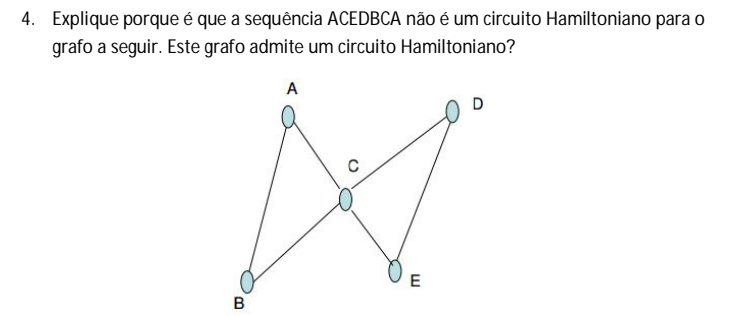 4. Explique porque é que a sequência ACEDBCA não é um circuito Hamiltoniano para o
grafo a seguir. Este grafo admite um circuito Hamiltoniano?
A
D
C
E
B